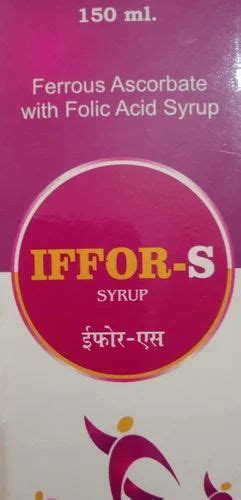 150 ml.
Ferrous Ascorbate
with Folic Acid Syrup
IFFOR-S
SYRUP
ईफोर-एस